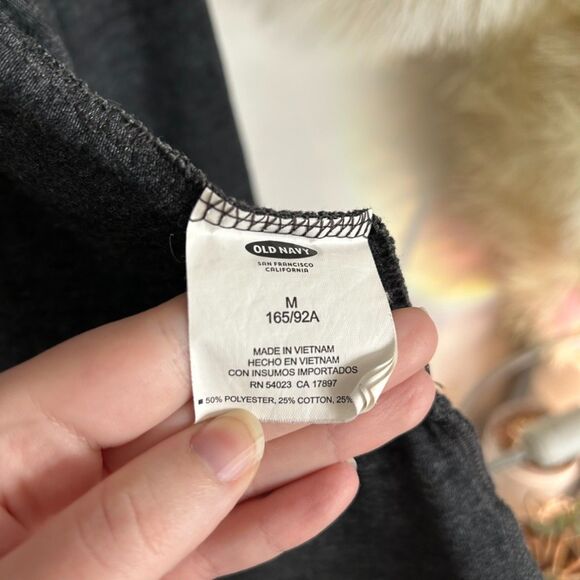 OLD NAVY
SAN FRANCISCO
CALIFORNIA
M
165/92A
MADE IN VIETNAM
HECHO EN VIETNAM
CON INSUMOS IMPORTADOS
RN 54023 CA 17897
50% POLYESTER, 25% COTTON, 25%